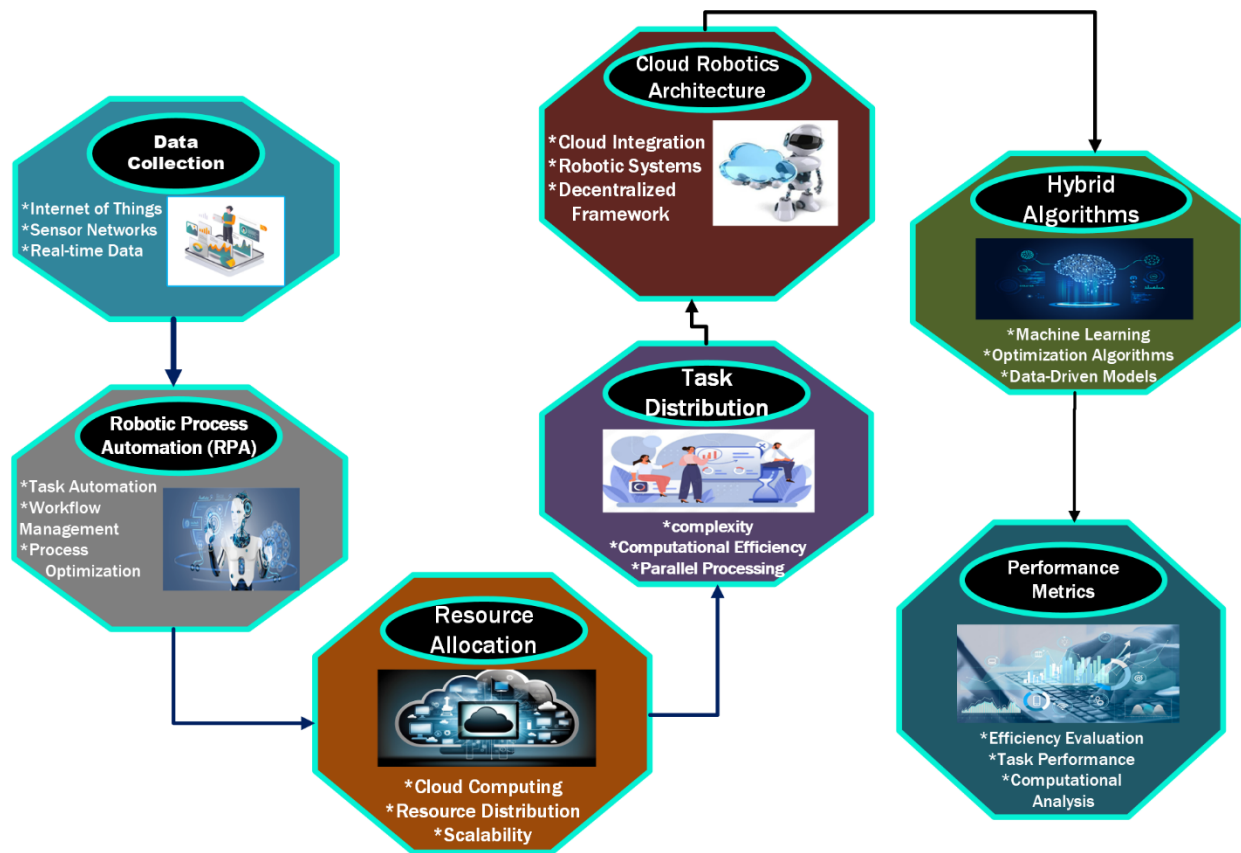 Data
Collection
*Internet of Things
*Sensor Networks
*Real-time Data
Robotic Process
Automation (RPA)
*Task Automation
*Workflow
Management
*Process
Optimization
Resource
Allocation
*Cloud Computing
*Resource Distribution
*Scalability
Task
Distribution
*complexity
*Computational Efficiency
*Parallel Processing
Cloud Robotics
Architecture
*Cloud Integration
*Robotic Systems
*Decentralized
Framework
Hybrid
Algorithms
*Machine Learning
*Optimization Algorithms
*Data-Driven Models
Performance
Metrics
*Efficiency Evaluation
*Task Performance
*Computational
Analysis